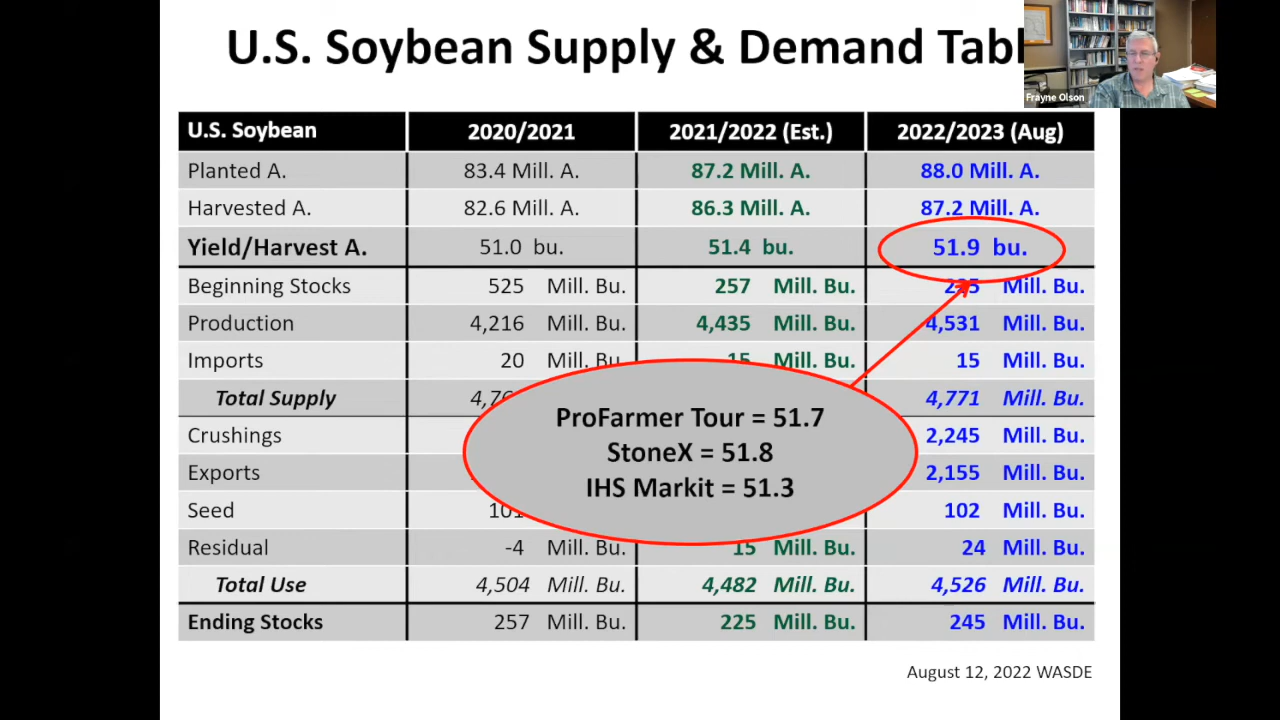 U.S. Soybean Supply & Demand
Frayne Olson
U.S. Soybean 2020/2021 2021/2022 (Est.) 2022/2023 (Aug)
Planted A. 83.4 Mill. A. 87.2 Mill. A. 88.0 Mill. A.
Harvested A. 82.6 Mill. A. 86.3 Mill. A. 87.2 Mill. A.
Yield/Harvest A. 51.0 bu. 51.4 bu. 51.9 bu.
Beginning Stocks 525 Mill. Bu. 257 Mill. Bu. 225 Mill. Bu.
Production 4,216 Mill. Bu. 4,435 Mill. Bu. 4,531 Mill. Bu.
Imports 20 Mill. Bu. 15 Mill. Bu. 15 Mill. Bu.
Total Supply 4,771 Mill. Bu.
Crushings 2,245 Mill. Bu.
Exports 2,155 Mill. Bu.
Seed 101 102 Mill. Bu.
Residual -4 Mill. Bu. 15 Mill. Bu. 24 Mill. Bu.
Total Use 4,504 Mill. Bu. 4,482 Mill. Bu. 4,526 Mill. Bu.
Ending Stocks 257 Mill. Bu. 225 Mill. Bu. 245 Mill. Bu.
ProFarmer Tour = 51.7
StoneX = 51.8
IHS Markit = 51.3
August 12, 2022 WASDE